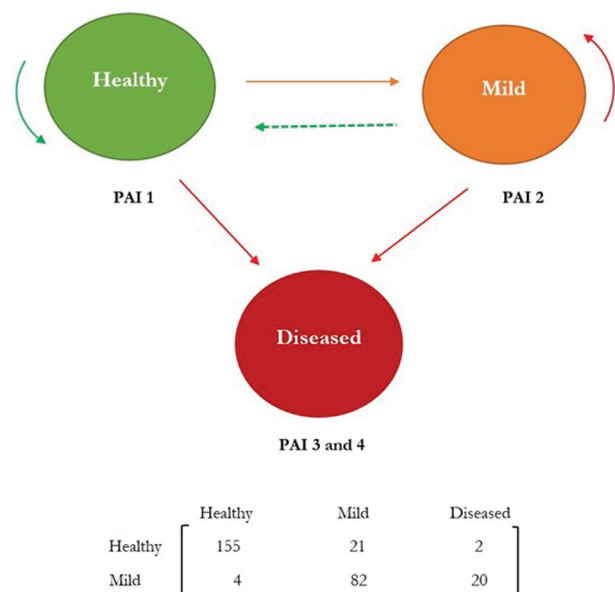 Healthy
Mild
PAI 1
PAI 2
Diseased
PAI 3 and 4
Healthy Mild Diseased
Healthy 155 21 2
Mild 4 82 20